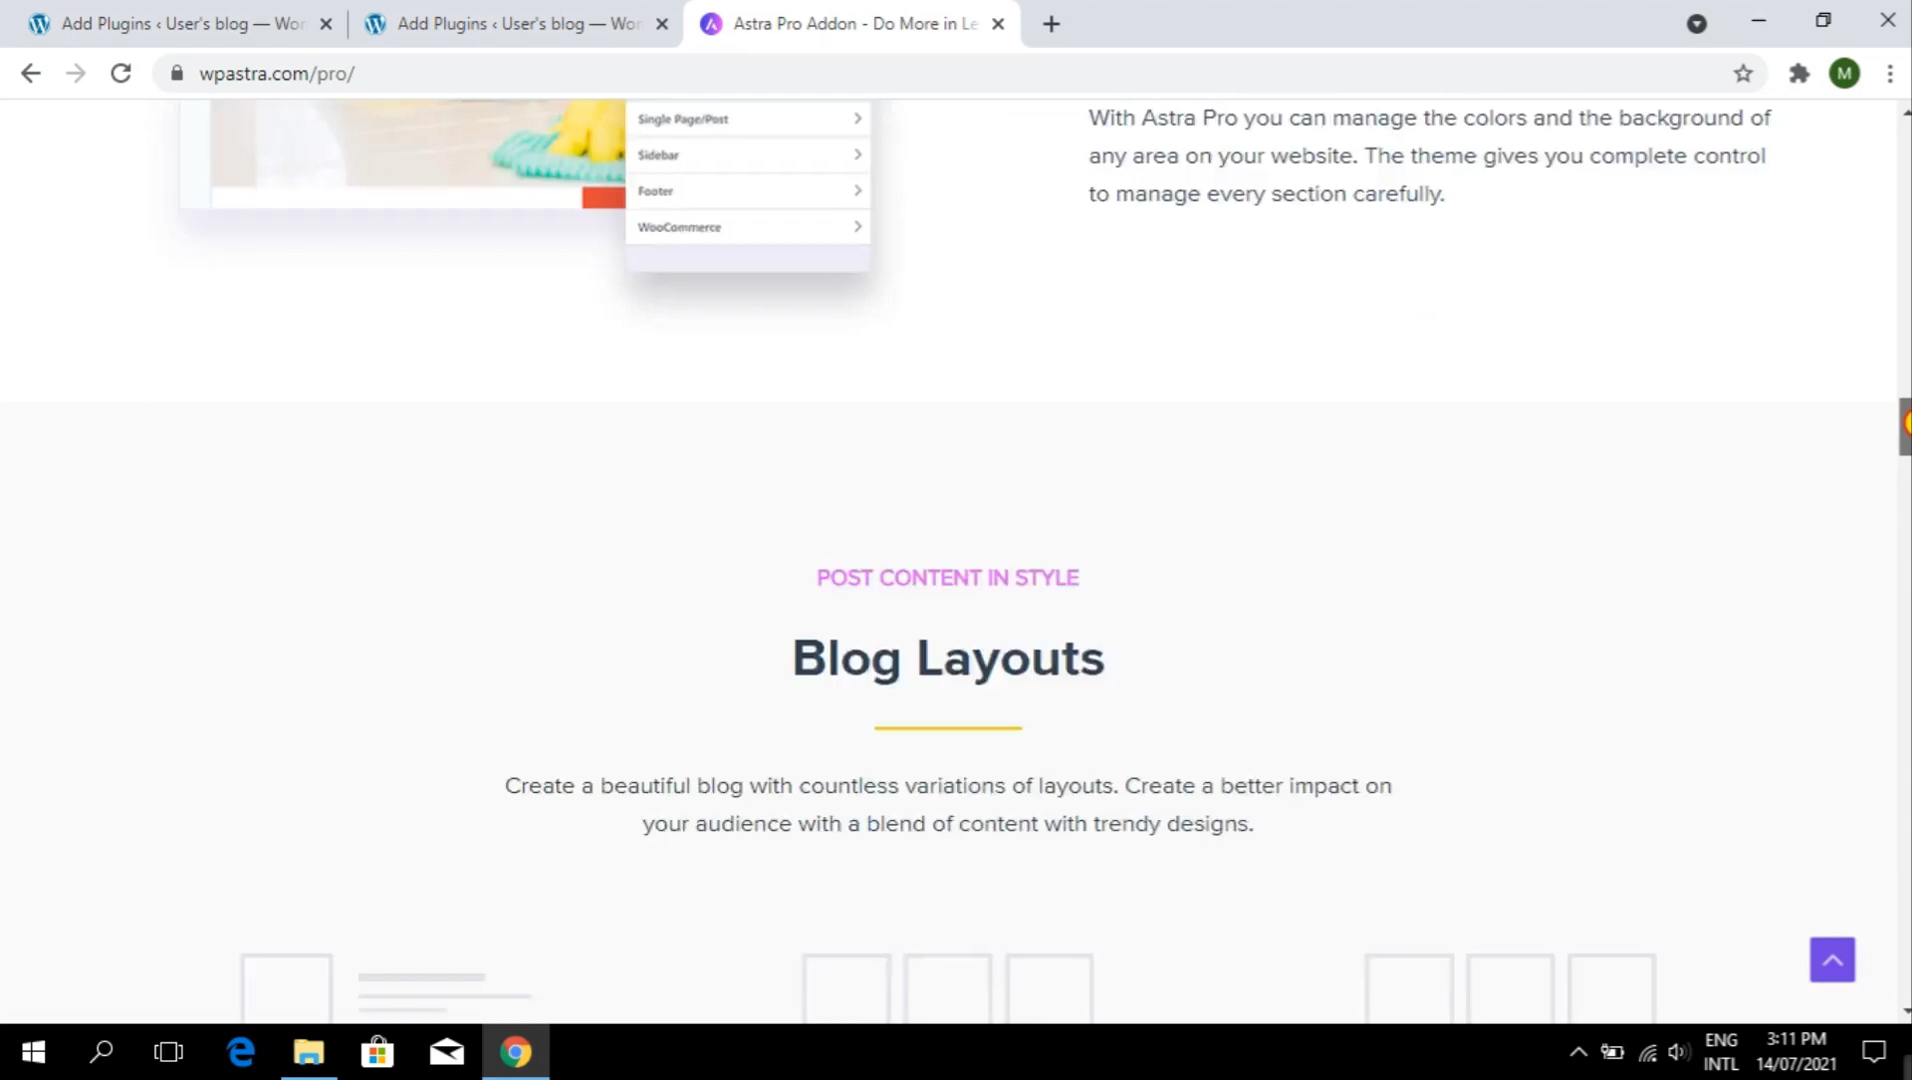 Add Plugins ‹ User's blog — Wor
Add Plugins ‹ User's blog — Wor
Astra Pro Addon - Do More in Le
wpastra.com/pro/
M
Single Page/Post
Sidebar
Footer
WooCommerce
With Astra Pro you can manage the colors and the background of
any area on your website. The theme gives you complete control
to manage every section carefully.
POST CONTENT IN STYLE
Blog Layouts
Create a beautiful blog with countless variations of layouts. Create a better impact on
your audience with a blend of content with trendy designs.
ENG
INTL
3:11 PM
14/07/2021